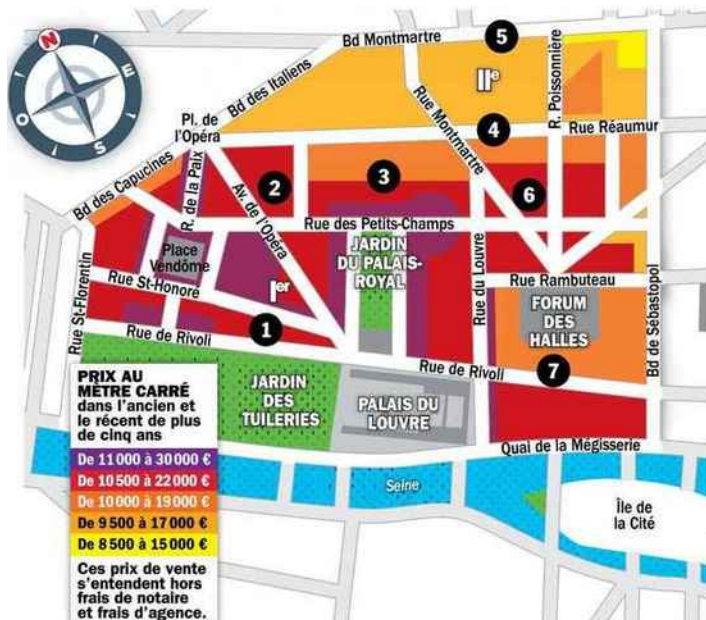 N
E
S
O
Bd Montmartre
5
Bd des Italiens
IIe
R. Poissonnière
Rue Montmartre
Pl. de
l'Opéra
4
Rue Réaumur
Bd des Capucines
R. de la Paix
2
3
6
Av. de l'Opéra
Rue des Petits-Champs
Place
Vendôme
JARDIN
DU PALAIS-
ROYAL
Rue St-Florentin
Rue St-Honoré
Ier
Rue du Louvre
Rue Rambuteau
FORUM
DES
HALLES
Bd de Sébastopol
1
Rue de Rivoli
Rue de Rivoli
7
JARDIN
DES
TUILERIES
PALAIS DU
LOUVRE
Quai de la Mégisserie
Seine
Île de
la Cité
PRIX AU
MÈTRE CARRÉ
dans l'ancien et
le récent de plus
de cinq ans
De 11 000 à 30 000 €
De 10 500 à 22 000 €
De 10 000 à 19 000 €
De 9 500 à 17 000 €
De 8 500 à 15 000 €
Ces prix de vente
s'entendent hors
frais de notaire
et frais d'agence.